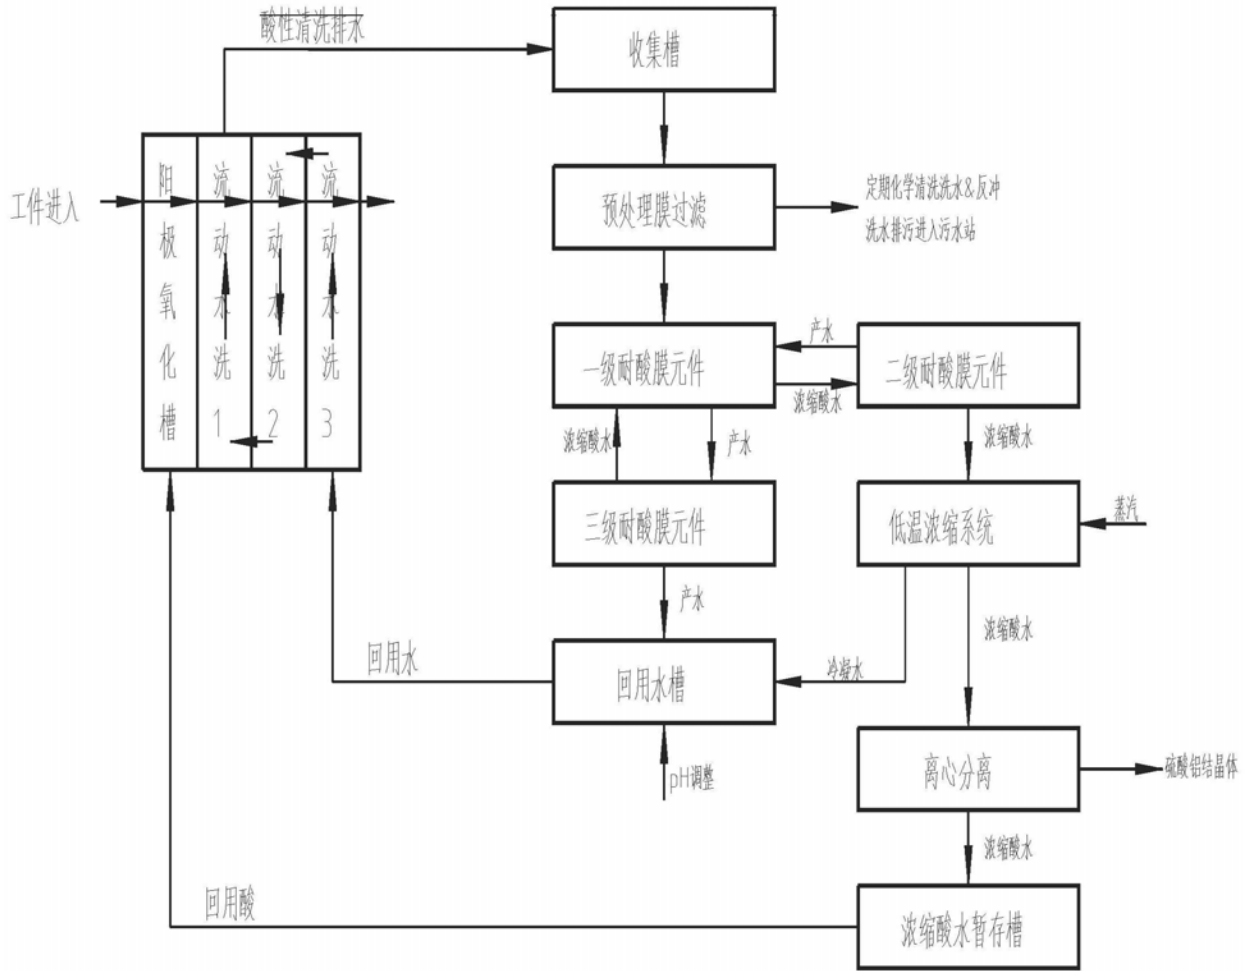 酸性清洗排水
收集槽
工件进入
阳极氧化槽
流动水洗1
流动水洗2
流动水洗3
预处理膜过滤
定期化学清洗洗水&反冲
洗水排污进入污水站
一级耐酸膜元件
产水
浓缩酸水
二级耐酸膜元件
浓缩酸水
产水
浓缩酸水
三级耐酸膜元件
低温浓缩系统
蒸汽
产水
浓缩酸水
回用水
回用水槽
冷凝水
pH调整
离心分离
硫酸铝结晶体
浓缩酸水
回用酸
浓缩酸水暂存槽